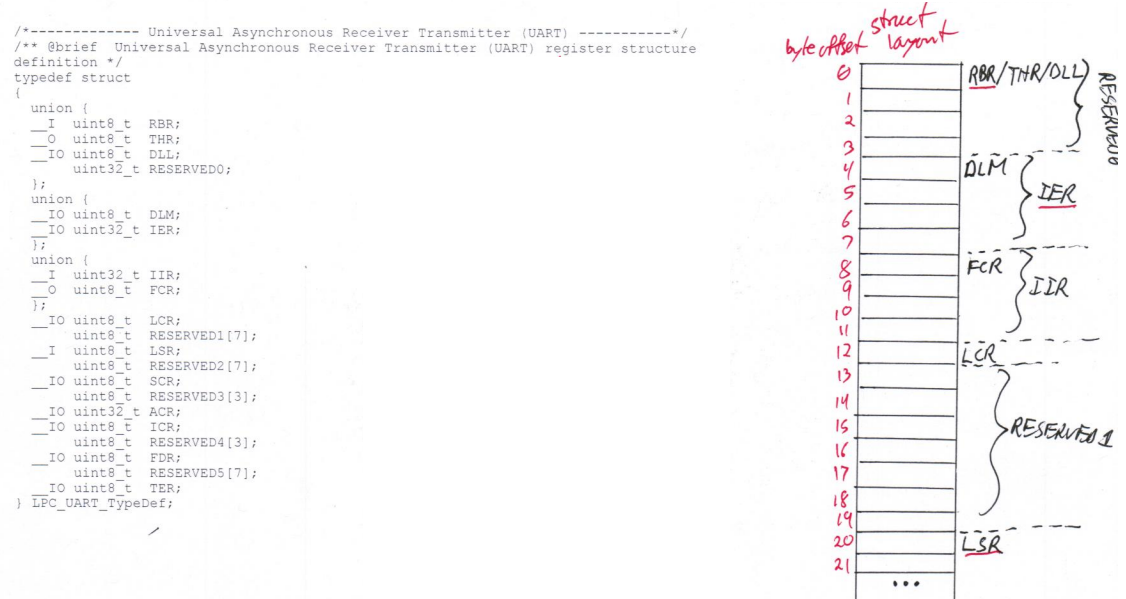 /*------------- Universal Asynchronous Receiver Transmitter (UART) -----------*/
/** @brief  Universal Asynchronous Receiver Transmitter (UART) register structure
definition */
typedef struct
{
  union {
  __I  uint8_t  RBR;
  __O  uint8_t  THR;
  __IO uint8_t  DLL;
       uint32_t RESERVED0;
  };
  union {
  __IO uint8_t  DLM;
  __IO uint32_t IER;
  };
  union {
  __I  uint32_t IIR;
  __O  uint8_t  FCR;
  };
  __IO uint8_t  LCR;
       uint8_t  RESERVED1[7];
  __I  uint8_t  LSR;
       uint8_t  RESERVED2[7];
  __IO uint8_t  SCR;
       uint8_t  RESERVED3[3];
  __IO uint32_t ACR;
  __IO uint8_t  ICR;
       uint8_t  RESERVED4[3];
  __IO uint8_t  FDR;
       uint8_t  RESERVED5[7];
  __IO uint8_t  TER;
} LPC_UART_TypeDef;
byte offset
struct
layout
0 RBR/THR/DLL
RESERVED0
1
2
3
4 DLM
5 IER
6
7
8 FCR
9 IIR
10
11
12 LCR
13
14
15 RESERVED1
16
17
18
19
20 LSR
21
...